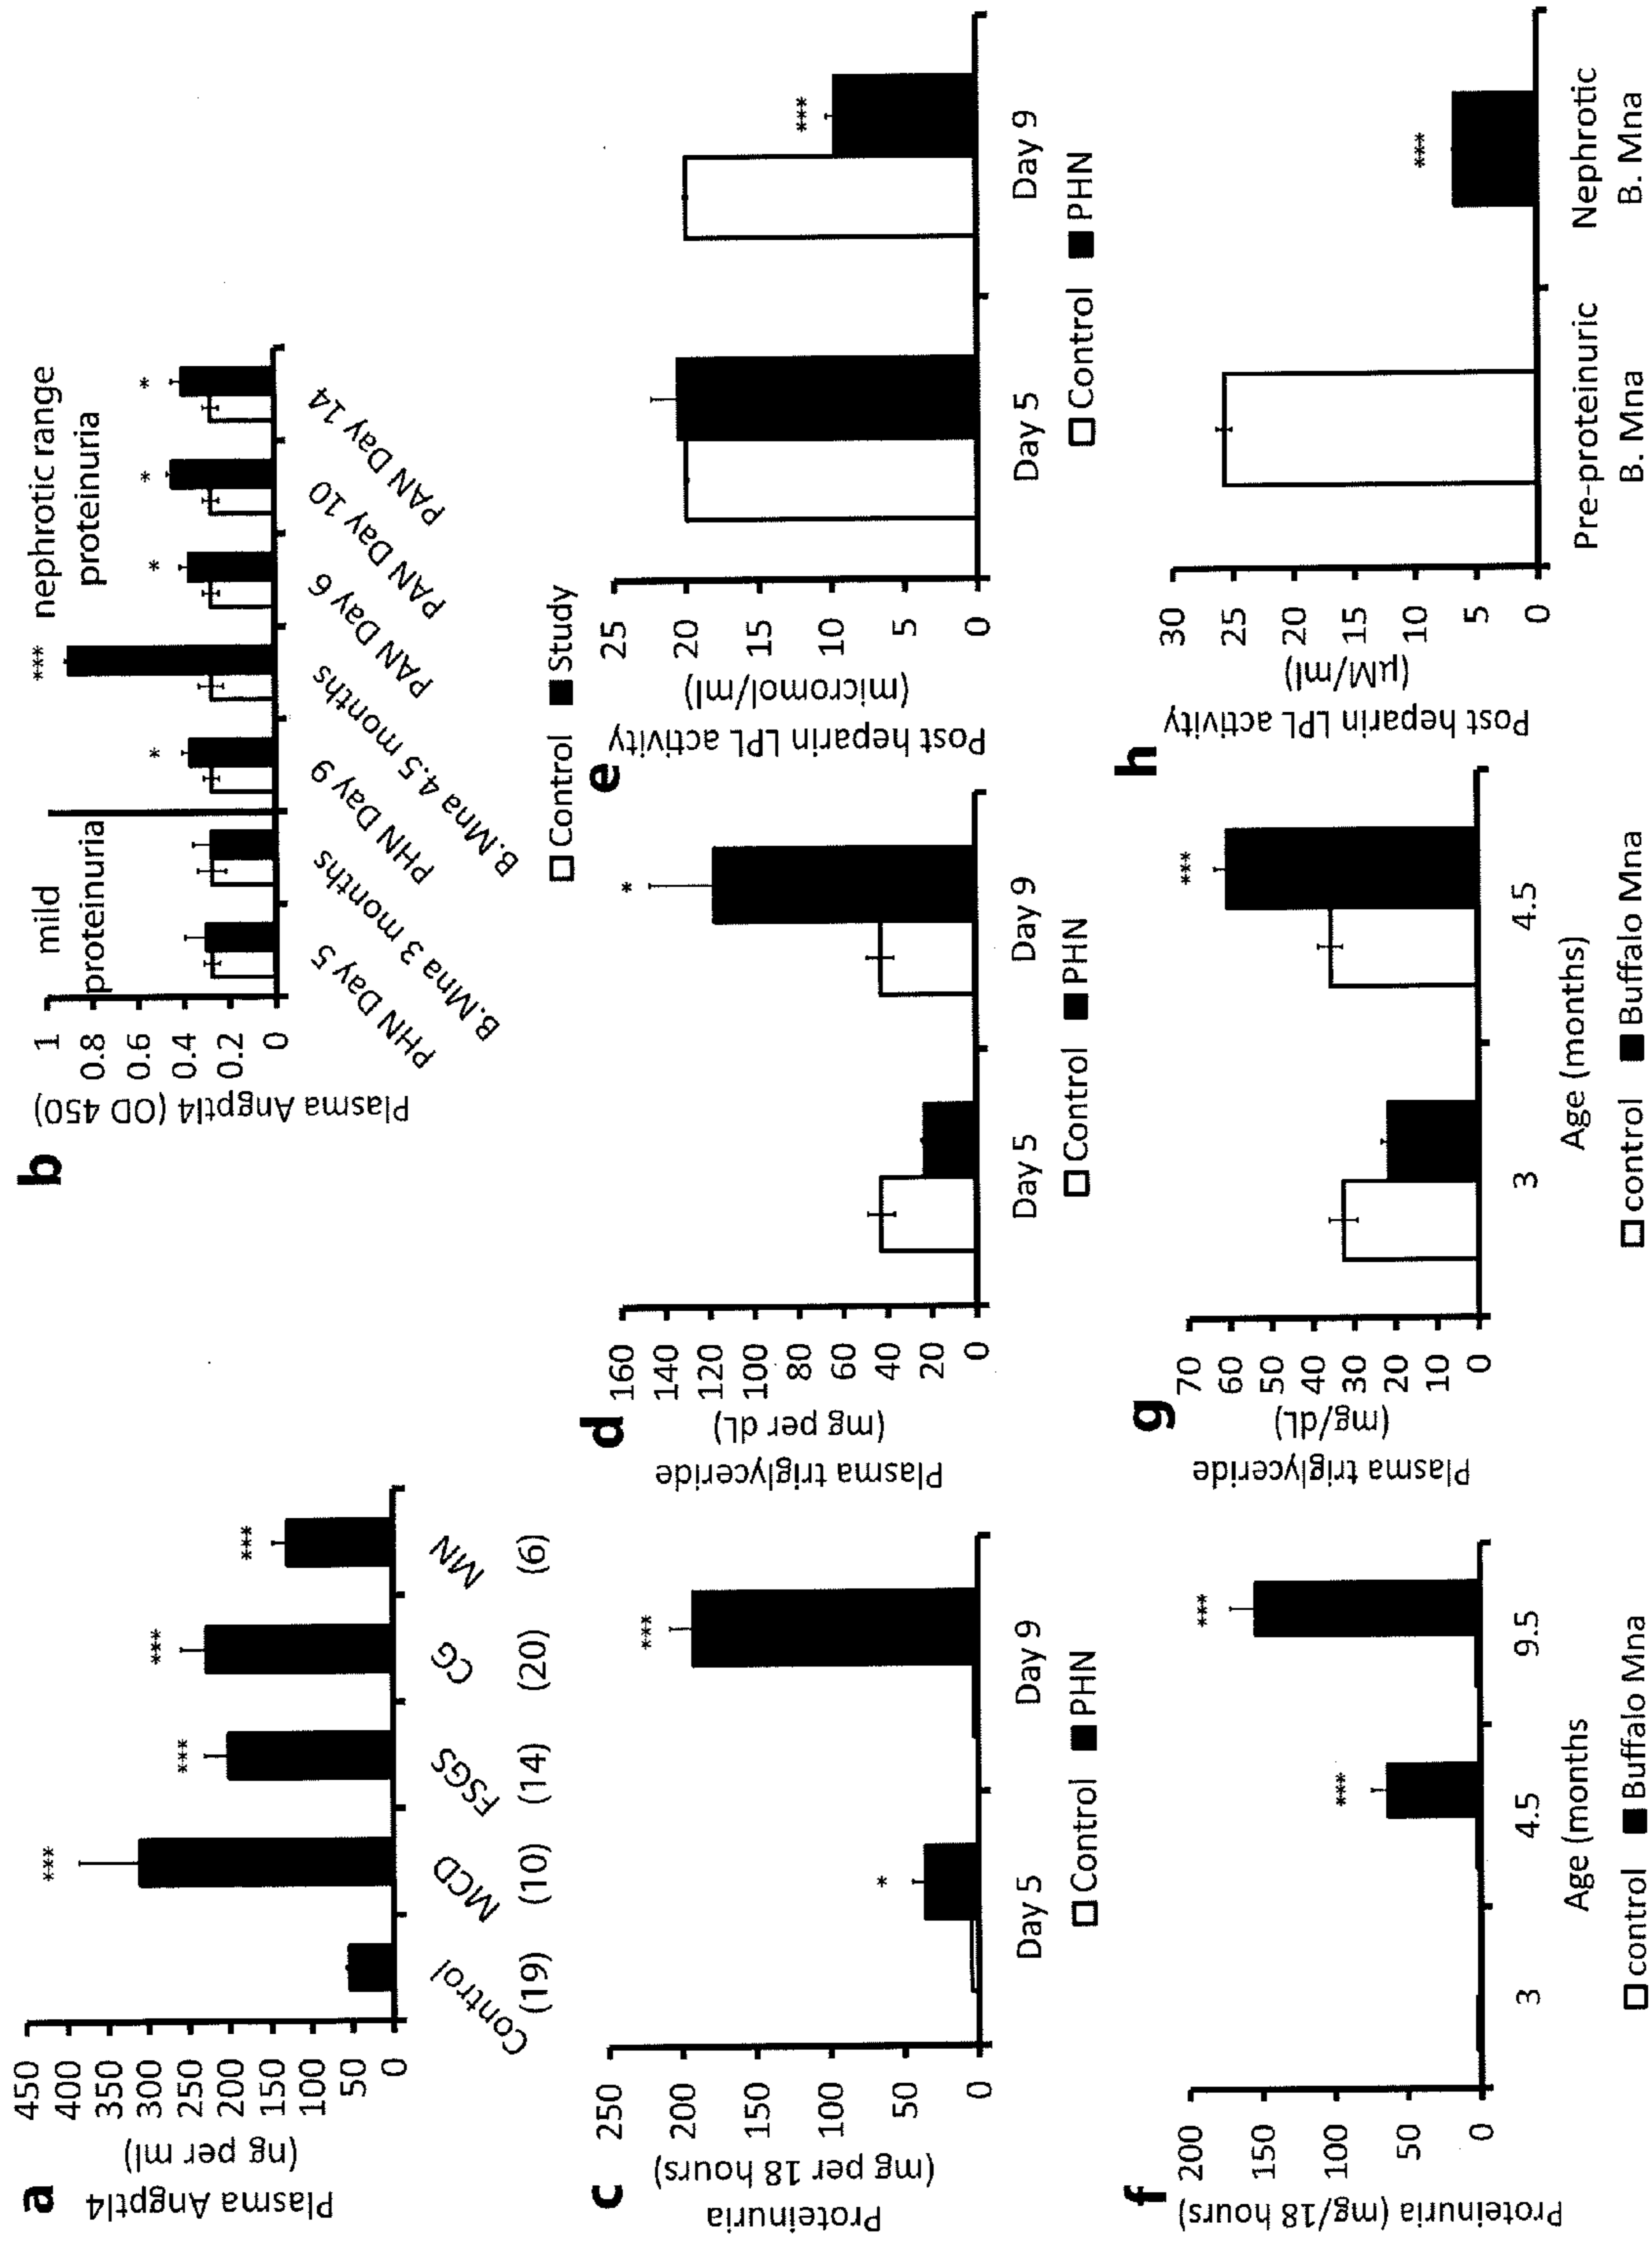 a
Plasma Angptl4
(ng per ml)
450
400
350
300
250
200
150
100
50
0
***
***
***
***
Control
MCD
FSGS
CG
MN
(19)
(10)
(14)
(20)
(6)
b
Plasma Angptl4 (OD 450)
1
0.8
0.6
0.4
0.2
0
mild
proteinuria
nephrotic range
proteinuria
*
***
*
*
*
PHN Day 5
B.Mna 3 months
PHN Day 9
B.Mna 4.5 months
PAN Day 6
PAN Day 10
PAN Day 14
Control
Study
c
Proteinuria
(mg per 18 hours)
250
200
150
100
50
0
*
***
Day 5
Day 9
Control
PHN
d
Plasma triglyceride
(mg per dL)
160
140
120
100
80
60
40
20
0
*
Day 5
Day 9
Control
PHN
e
Post heparin LPL activity
(micromol/ml)
25
20
15
10
5
0
***
Day 5
Day 9
Control
PHN
f
Proteinuria (mg/18 hours)
200
150
100
50
0
***
***
3
4.5
9.5
Age (months
control
Buffalo Mna
g
Plasma triglyceride
(mg/dL)
70
60
50
40
30
20
10
0
***
3
4.5
Age (months)
control
Buffalo Mna
h
Post heparin LPL activity
(µM/ml)
30
25
20
15
10
5
0
***
Pre-proteinuric
B. Mna
Nephrotic
B. Mna